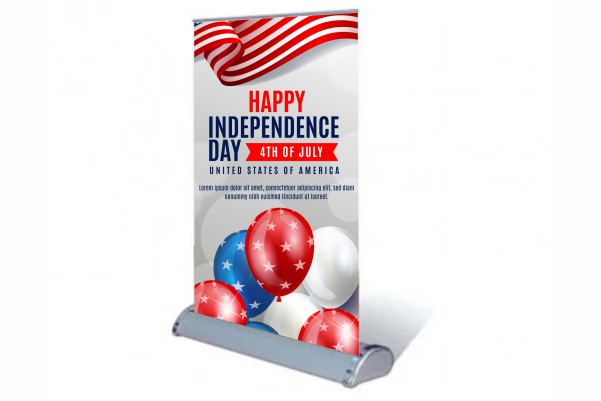 HAPPY
INDEPENDENCE
DAY 4TH OF JULY
UNITED STATES OF AMERICA
Lorem ipsum dolor sit amet, consectetuer adipiscing elit, sed diam
nonummy nibh euismod tincidunt ut laoreet.